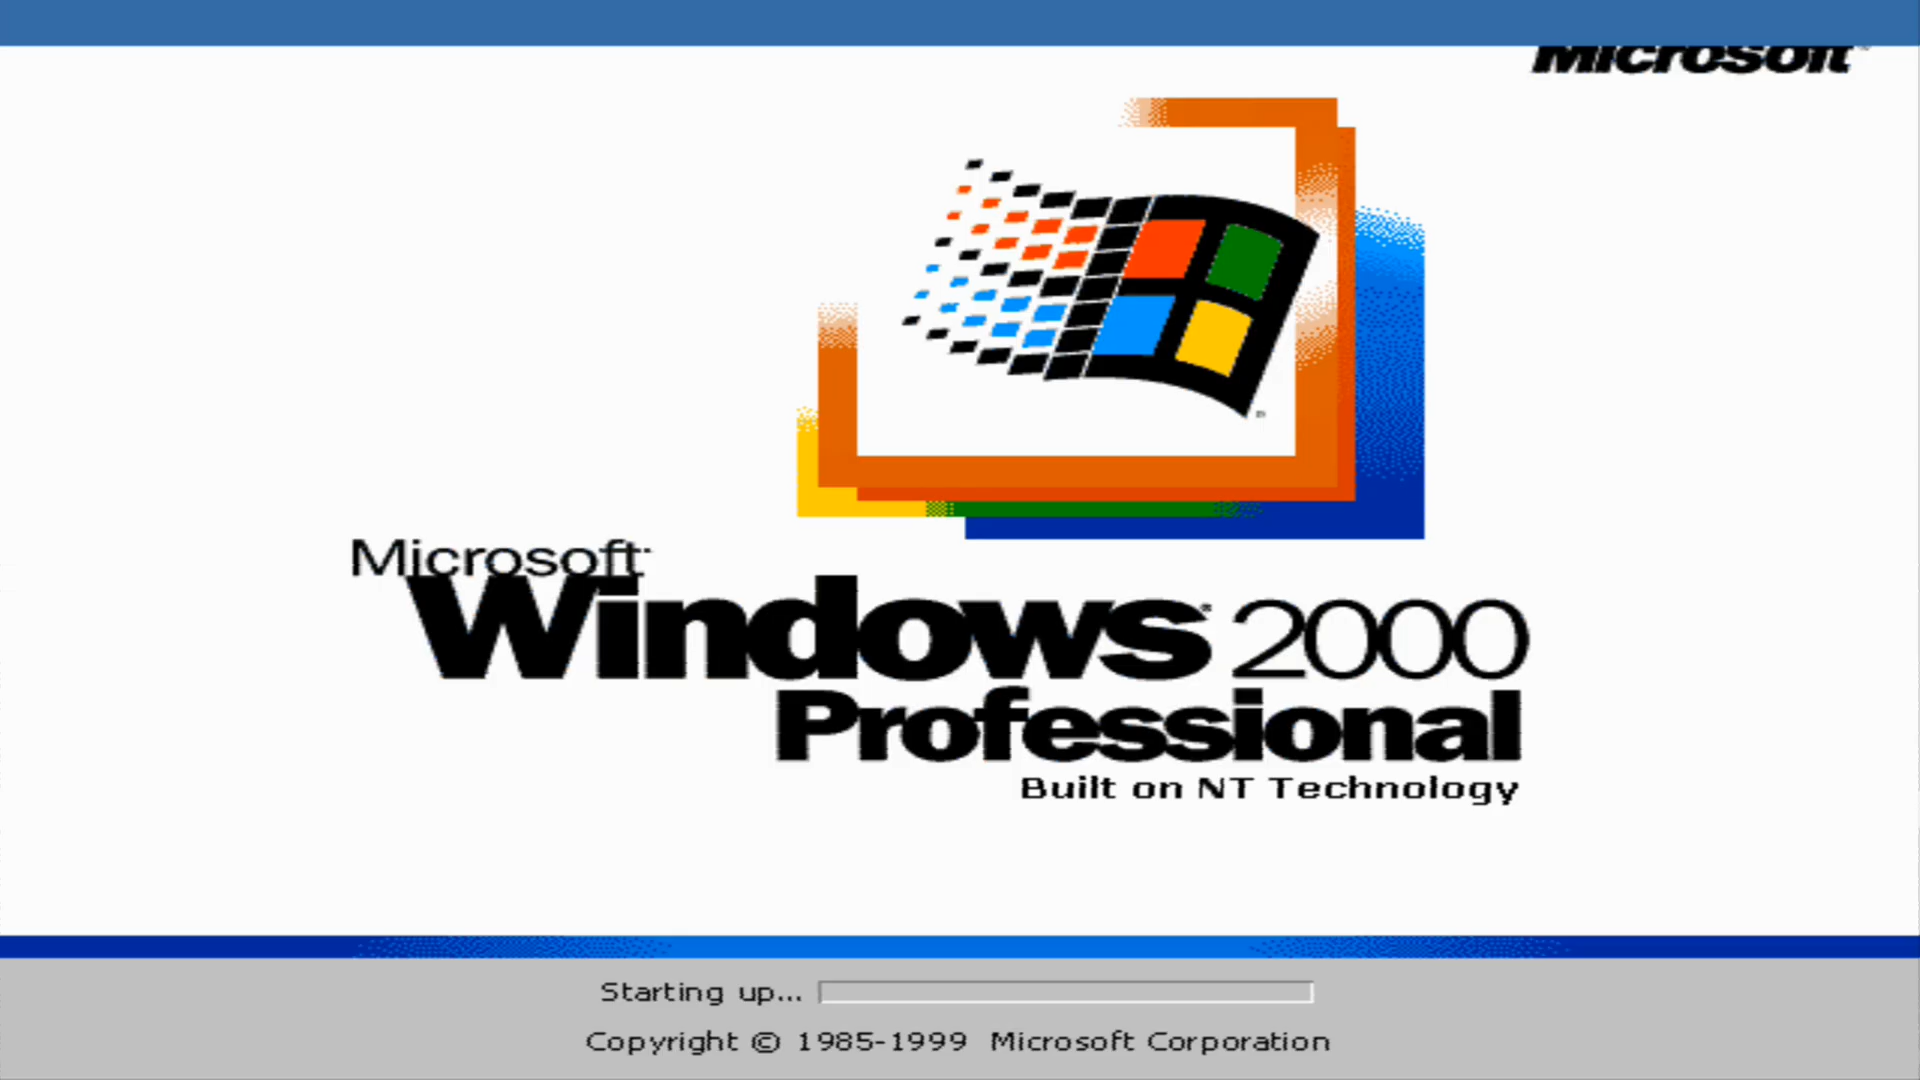 Microsoft
Microsoft
Windows 2000
Professional
Built on NT Technology
Starting up...
Copyright © 1985-1999 Microsoft Corporation